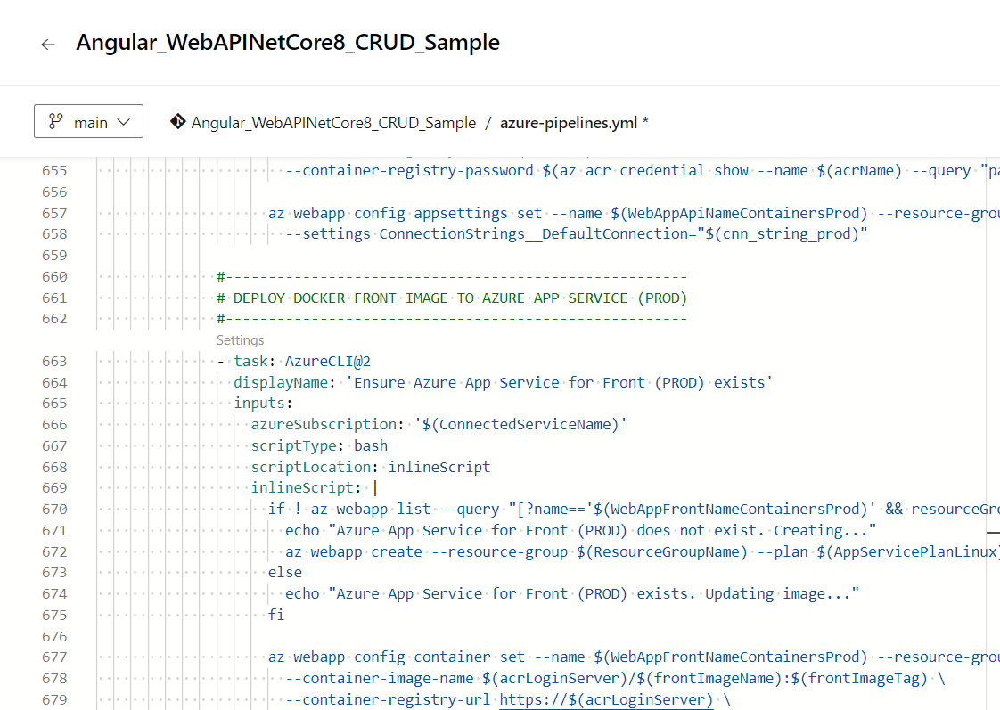 Angular_WebAPINetCore8_CRUD_Sample
main Angular_WebAPINetCore8_CRUD_Sample / azure-pipelines.yml *
655 --container-registry-password $(az acr credential show --name $(acrName) --query "pa
656
657 az webapp config appsettings set --name $(WebAppApiNameContainersProd) --resource-grou
658 --settings ConnectionStrings__DefaultConnection="$(cnn_string_prod)"
659
660 #------------------------------------------------------
661 # DEPLOY DOCKER FRONT IMAGE TO AZURE APP SERVICE (PROD)
662 #------------------------------------------------------
Settings
663 - task: AzureCLI@2
664 displayName: 'Ensure Azure App Service for Front (PROD) exists'
665 inputs:
666 azureSubscription: '$(ConnectedServiceName)'
667 scriptType: bash
668 scriptLocation: inlineScript
669 inlineScript: |
670 if ! az webapp list --query "[?name=='$(WebAppFrontNameContainersProd)' && resourceGro
671 echo "Azure App Service for Front (PROD) does not exist. Creating..."
672 az webapp create --resource-group $(ResourceGroupName) --plan $(AppServicePlanLinux)
673 else
674 echo "Azure App Service for Front (PROD) exists. Updating image..."
675 fi
676
677 az webapp config container set --name $(WebAppFrontNameContainersProd) --resource-grou
678 --container-image-name $(acrLoginServer)/$(frontImageName):$(frontImageTag) \
679 --container-registry-url https://$(acrLoginServer) \